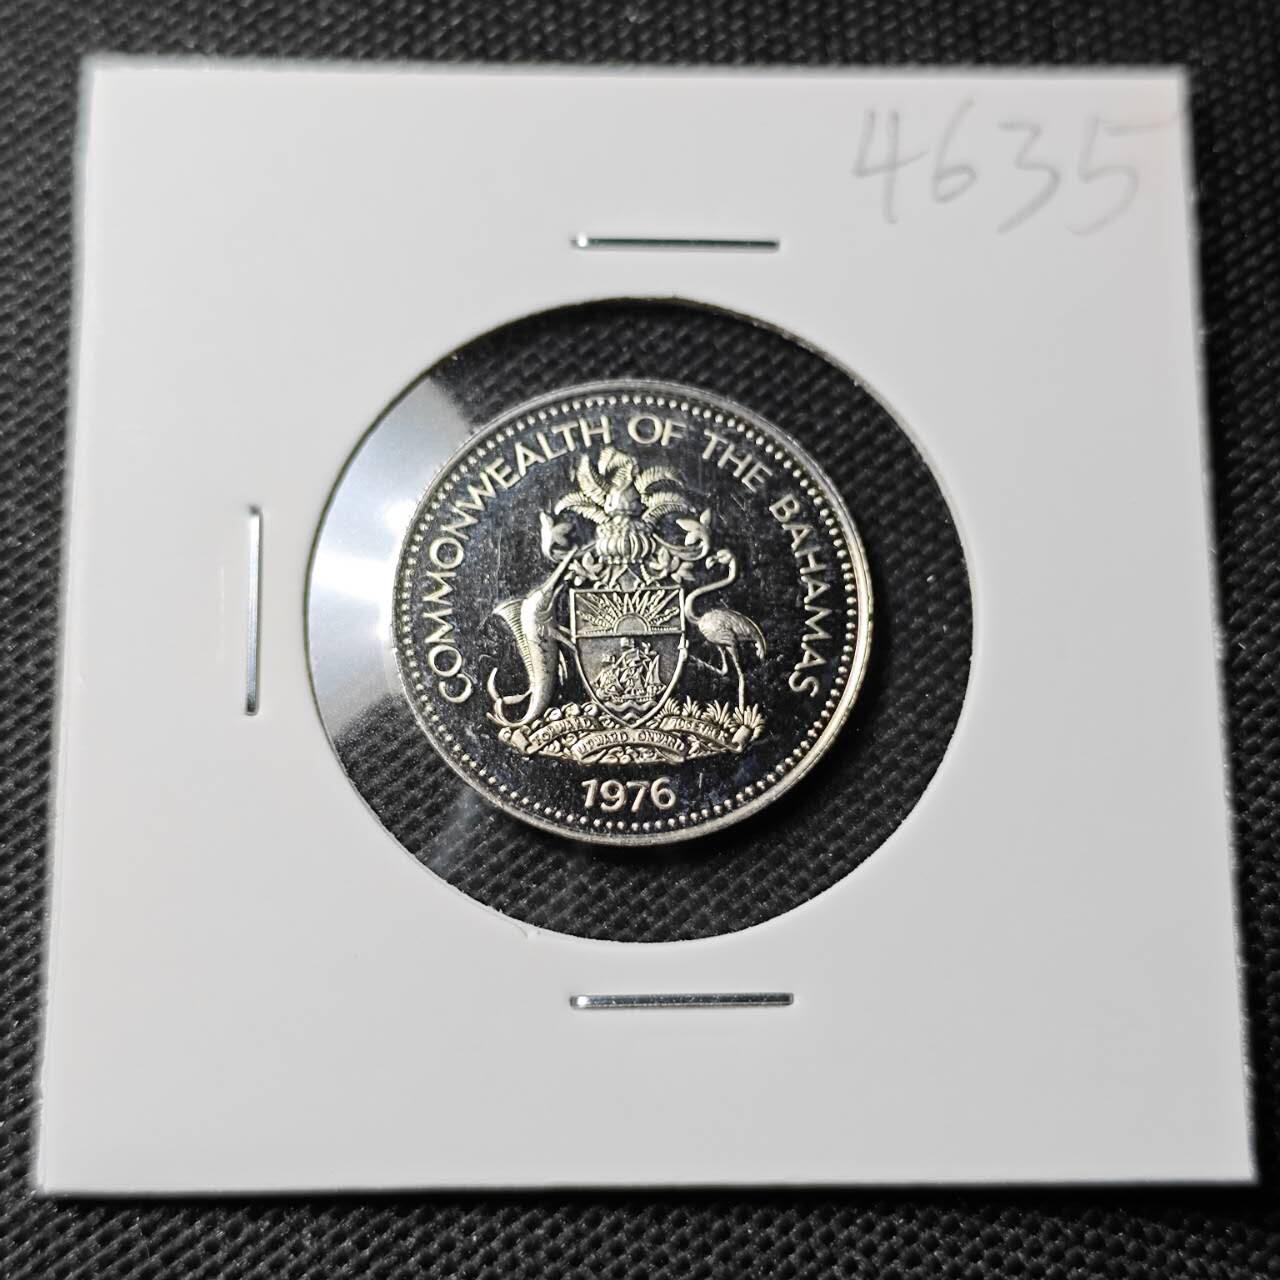 4635
COMMONWEALTH OF THE BAHAMAS
FORWARD UPWARD ONWARD TOGETHER
1976